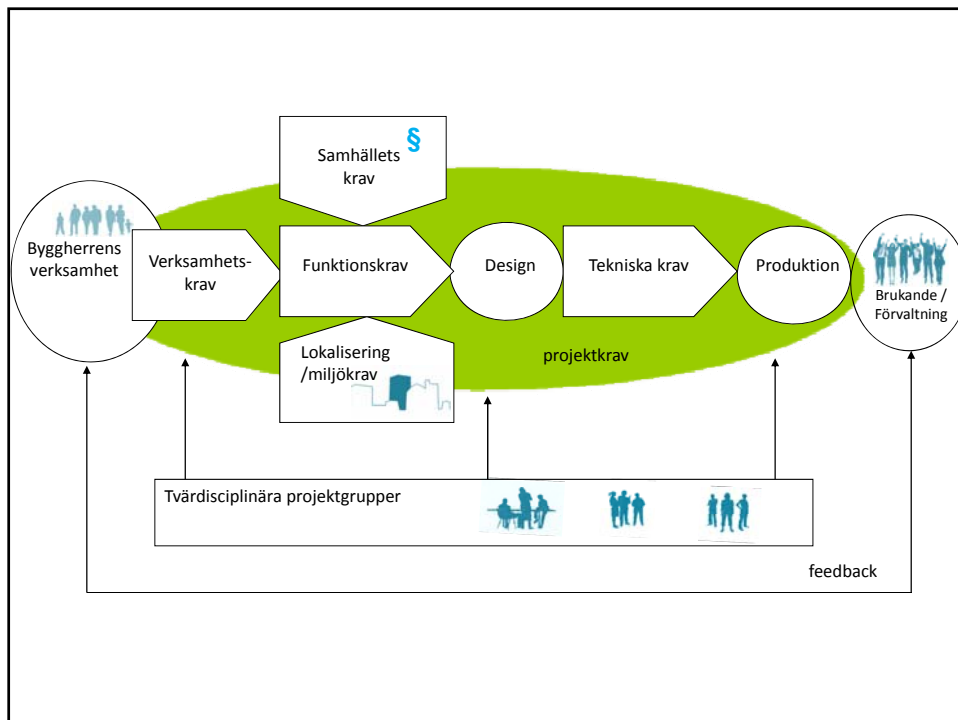 §
Samhällets
krav
Byggherrens
verksamhet
Verksamhets-
krav
Funktionskrav
Design
Tekniska krav
Produktion
Brukande /
Förvaltning
Lokalisering
/miljökrav
projektkrav
Tvärdisciplinära projektgrupper
feedback